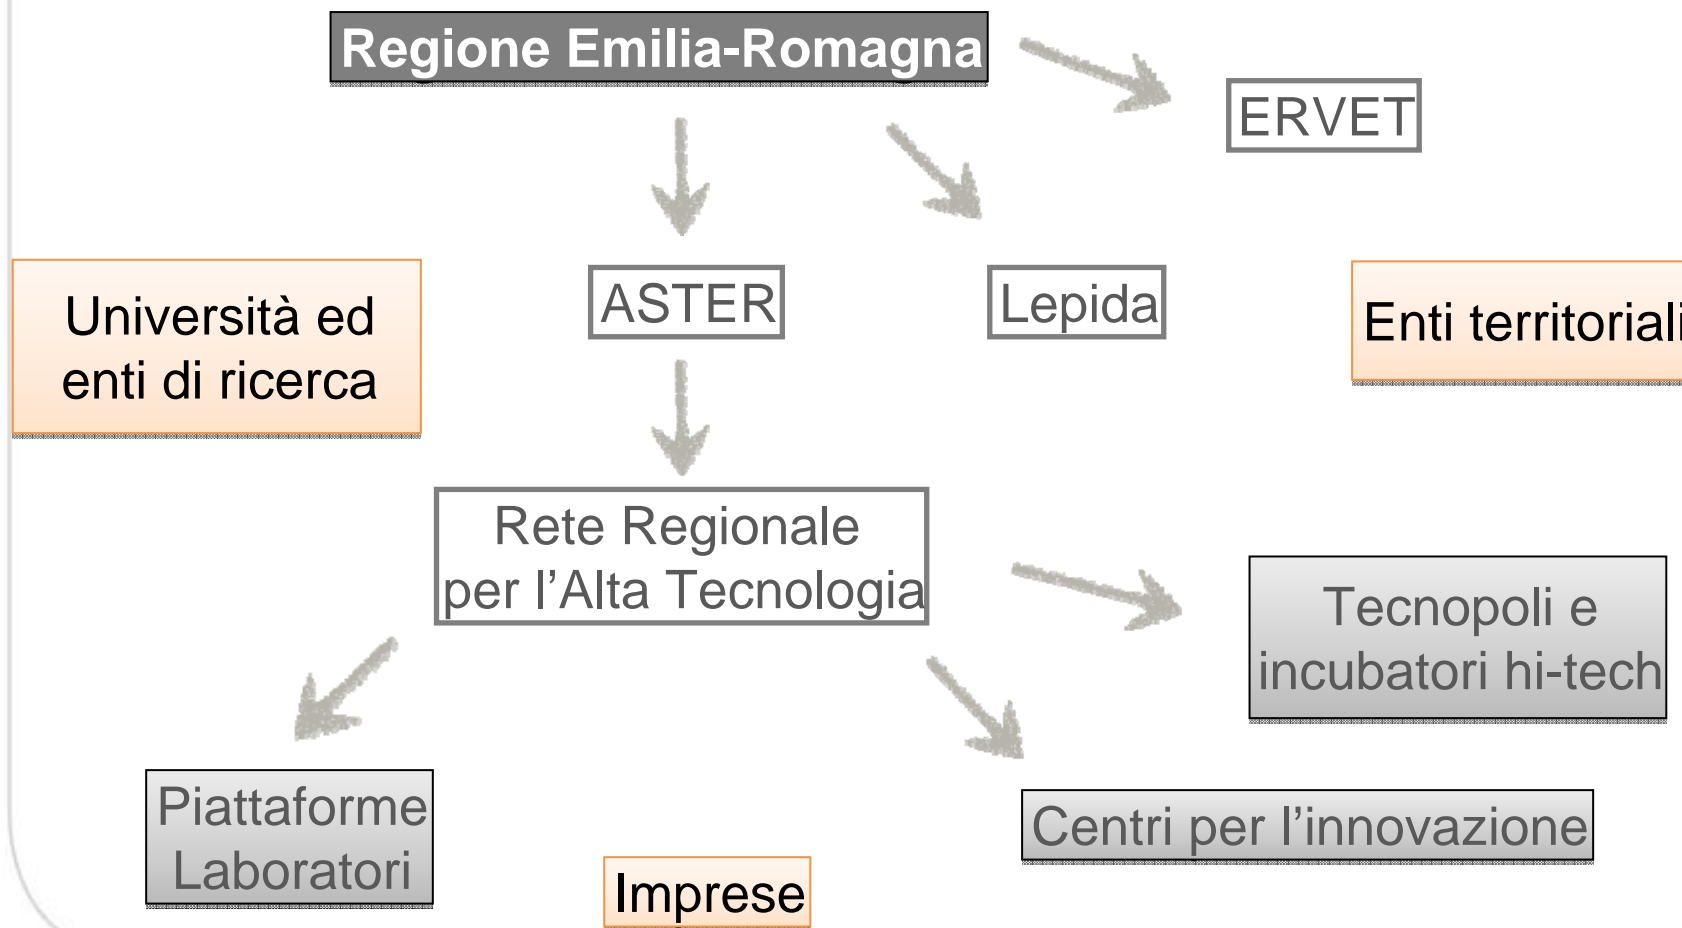 Regione Emilia-Romagna
ERVET
ASTER
Lepida
Università ed
enti di ricerca
Enti territoriali
Rete Regionale
per l’Alta Tecnologia
Tecnopoli e
incubatori hi-tech
Piattaforme
Laboratori
Centri per l’innovazione
Imprese